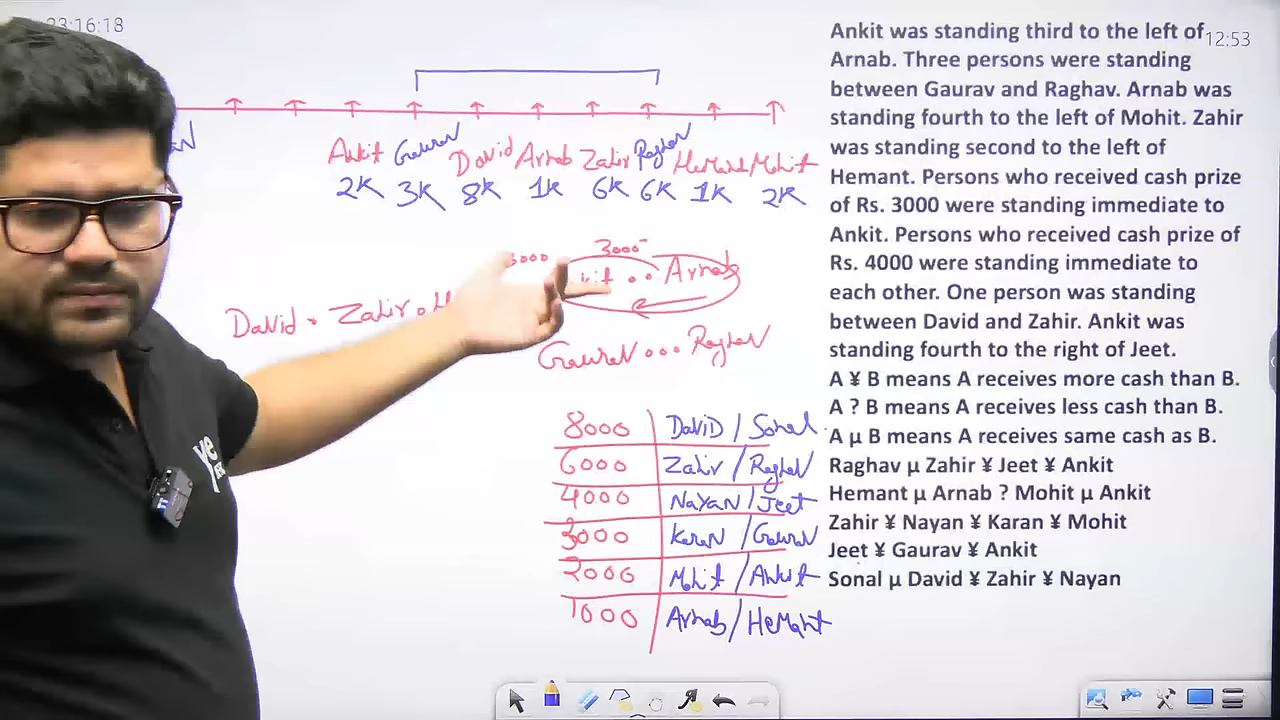 23:16:18
12:53
Ankit was standing third to the left of
Arnab. Three persons were standing
between Gaurav and Raghav. Arnab was
standing fourth to the left of Mohit. Zahir
was standing second to the left of
Hemant. Persons who received cash prize
of Rs. 3000 were standing immediate to
Ankit. Persons who received cash prize of
Rs. 4000 were standing immediate to
each other. One person was standing
between David and Zahir. Ankit was
standing fourth to the right of Jeet.
A ¥ B means A receives more cash than B.
A ? B means A receives less cash than B.
A µ B means A receives same cash as B.
Raghav µ Zahir ¥ Jeet ¥ Ankit
Hemant µ Arnab ? Mohit µ Ankit
Zahir ¥ Nayan ¥ Karan ¥ Mohit
Jeet ¥ Gaurav ¥ Ankit
Sonal µ David ¥ Zahir ¥ Nayan
Ankit Gaurav David Arnab Zahir Raghav HeMant Mohit
2K 3K 8K 1K 6K 6K 1K 2K
3000
Arnab
David Zahir
Gaurav Raghav
8000 DaviD / Sonal
6000 Zahir / Raghav
4000 NaYaN / Jeet
3000 KaraN / GauraV
2000 Mohit / Ankit
1000 Arnab / HeMant
ye